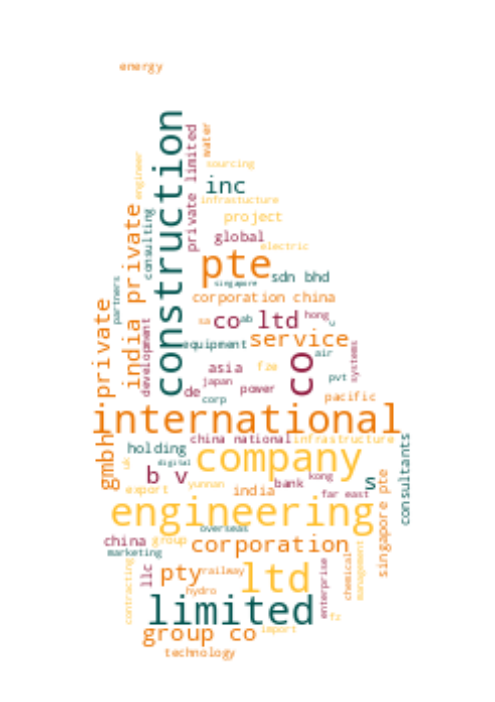 energy
construction
private limited
water
engineer
sourcing
inc
infrastucture
india private
consulting
project
global
electric
pte
singapore
sdn bhd
partners
corporation china
private
development
sa
co
ab
ltd
hong
equipment
service
co
air
systems
asia
fze
japan
de
corp
power
pvt
pacific
international
gmbh
china national
infrastructure
holding
company
consultants
uk
digital
b v
kong
s
export
yunnan
india
bank
far east
singapore pte
engineering
overseas
china
group
corporation
marketing
contracting
llc
pty
railway
ltd
enterprise
chemical
management
hydro
limited
fr
group co
import
technology